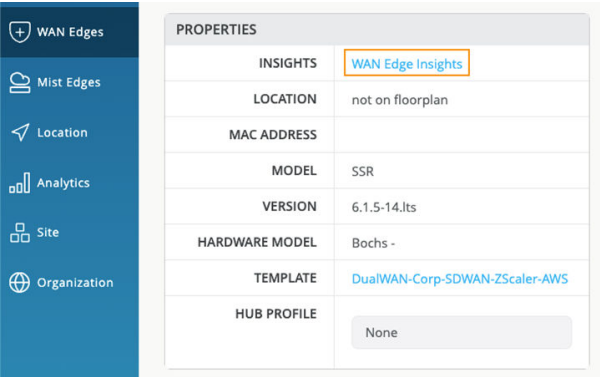 WAN Edges
Mist Edges
Location
Analytics
Site
Organization
PROPERTIES
INSIGHTS WAN Edge Insights
LOCATION not on floorplan
MAC ADDRESS
MODEL SSR
VERSION 6.1.5-14.lts
HARDWARE MODEL Bochs -
TEMPLATE DualWAN-Corp-SDWAN-ZScaler-AWS
HUB PROFILE
None